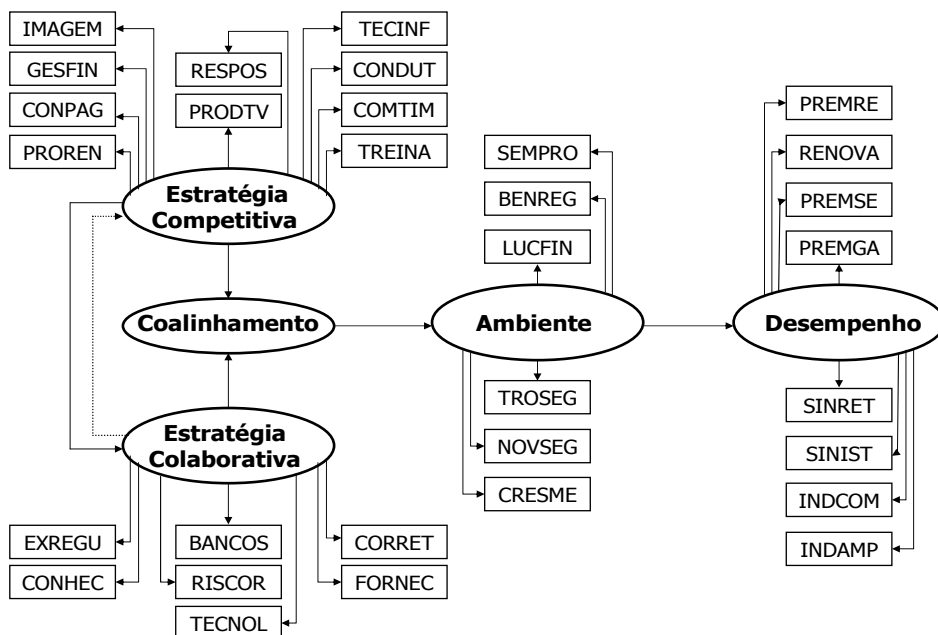 IMAGEM
GESFIN
CONPAG
PROREN
RESPOS
PRODTV
TECINF
CONDUT
COMTIM
TREINA
Estratégia
Competitiva
Coalinhamento
Estratégia
Colaborativa
EXREGU
CONHEC
BANCOS
RISCOR
TECNOL
CORRET
FORNEC
SEMPRO
BENREG
LUCFIN
Ambiente
TROSEG
NOVSEG
CRESME
PREMRE
RENOVA
PREMSE
PREMGA
Desempenho
SINRET
SINIST
INDCOM
INDAMP